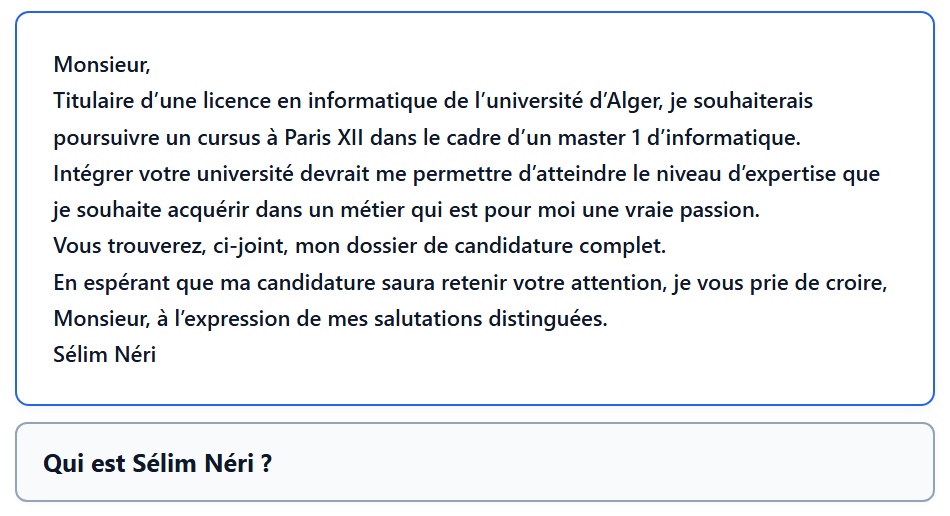 Monsieur,
Titulaire d’une licence en informatique de l’université d’Alger, je souhaiterais
poursuivre un cursus à Paris XII dans le cadre d’un master 1 d’informatique.
Intégrer votre université devrait me permettre d’atteindre le niveau d’expertise que
je souhaite acquérir dans un métier qui est pour moi une vraie passion.
Vous trouverez, ci-joint, mon dossier de candidature complet.
En espérant que ma candidature saura retenir votre attention, je vous prie de croire,
Monsieur, à l’expression de mes salutations distinguées.
Sélim Néri
Qui est Sélim Néri ?